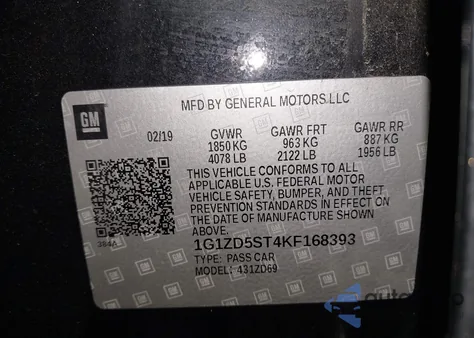 MFD BY GENERAL MOTORS LLC
GM
02/19 GVWR GAWR FRT GAWR RR
1850 KG 963 KG 887 KG
4078 LB 2122 LB 1956 LB
THIS VEHICLE CONFORMS TO ALL
APPLICABLE U.S. FEDERAL MOTOR
VEHICLE SAFETY, BUMPER, AND THEFT
PREVENTION STANDARDS IN EFFECT ON
THE DATE OF MANUFACTURE SHOWN
ABOVE.
384A
1G1ZD5ST4KF168393
TYPE: PASS CAR
MODEL: 431ZD69